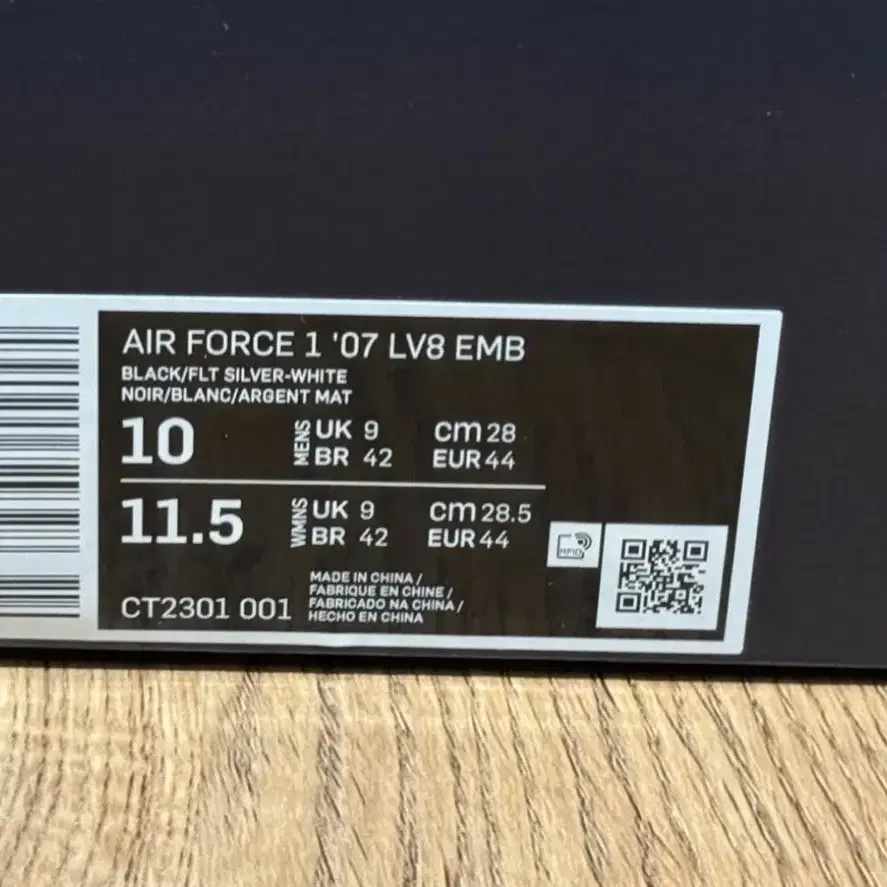 AIR FORCE 1 '07 LV8 EMB
BLACK/FLT SILVER-WHITE
NOIR/BLANC/ARGENT MAT
10 MENS UK 9 cm 28
BR 42 EUR 44
11.5 WMNS UK 9 cm 28.5
BR 42 EUR 44
RFID
CT2301 001
MADE IN CHINA /
FABRIQUE EN CHINE /
FABRICADO NA CHINA /
HECHO EN CHINA